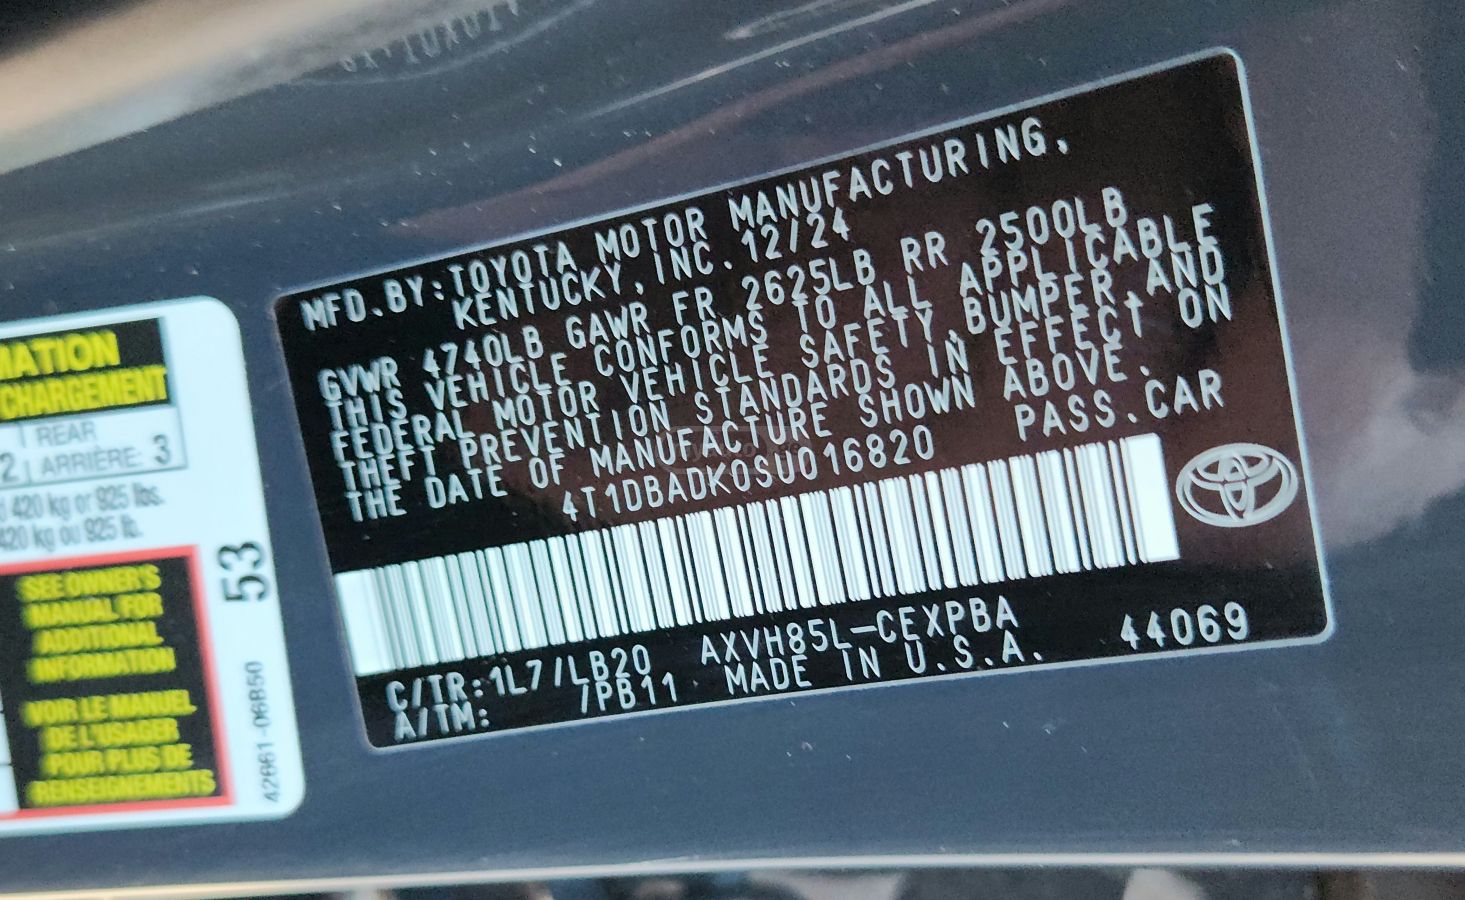 MATION
CHARGEMENT
REAR
2 ARRIÈRE: 3
420 kg or 925 lbs.
420 kg ou 925 lb.
SEE OWNER'S
MANUAL FOR
ADDITIONAL
INFORMATION
VOIR LE MANUEL
DE L'USAGER
POUR PLUS DE
RENSEIGNEMENTS
53
42661-06B50
MFD.BY:TOYOTA MOTOR MANUFACTURING,
KENTUCKY, INC. 12/24
GVWR 4740LB GAWR FR 2625LB RR 2500LB
THIS VEHICLE CONFORMS TO ALL APPLICABLE
FEDERAL MOTOR VEHICLE SAFETY,BUMPER,AND
THEFT PREVENTION STANDARDS IN EFFECT ON
THE DATE OF MANUFACTURE SHOWN ABOVE.
4T1DBADK0SU016820 PASS.CAR
C/TR:1L7/LB20 AXVH85L-CEXPBA 44069
A/TM: /PB11 MADE IN U.S.A.